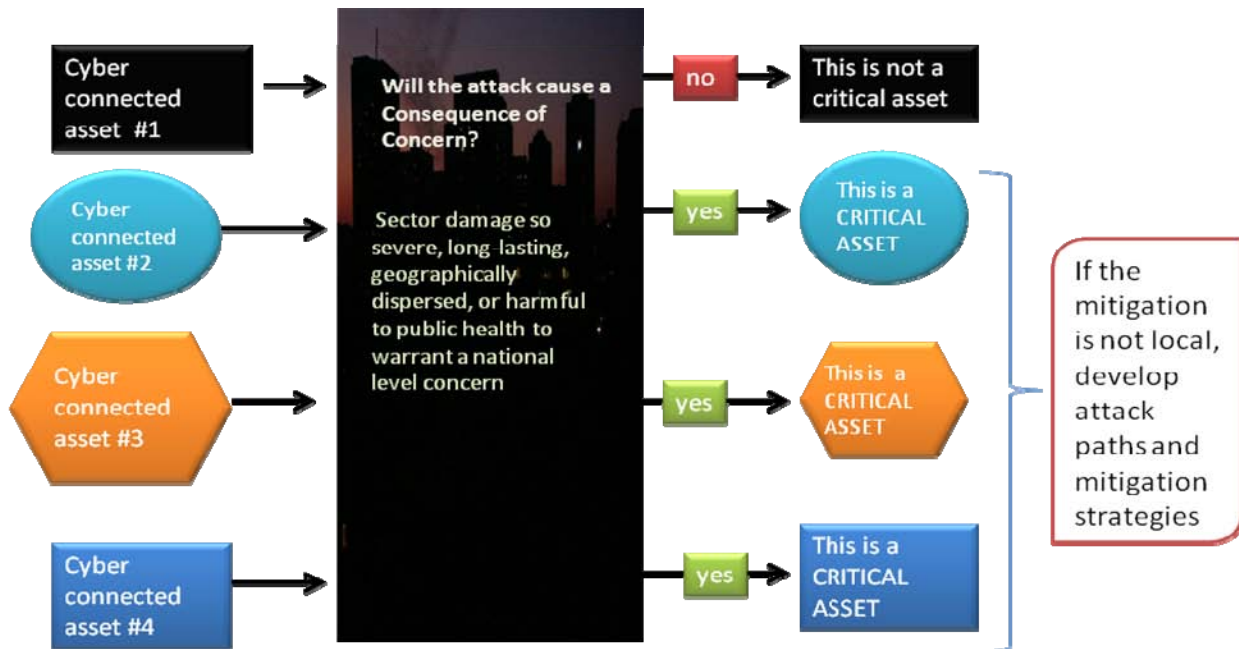 Cyber
connected
asset #1
Will the attack cause a
Consequence of
Concern?
no
This is not a
critical asset
Cyber
connected
asset #2
Sector damage so
severe, long-lasting,
geographically
dispersed, or harmful
to public health to
warrant a national
level concern
yes
This is a
CRITICAL
ASSET
Cyber
connected
asset #3
yes
This is a
CRITICAL
ASSET
Cyber
connected
asset #4
yes
This is a
CRITICAL
ASSET
If the
mitigation
is not local,
develop
attack
paths and
mitigation
strategies